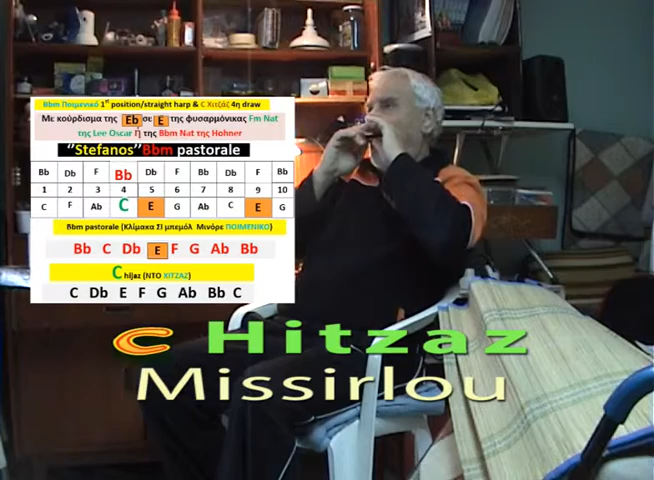 Bbm Ποιμενικό 1st position/straight harp & C Χιτζάζ 4η draw
Με κούρδισμα της Eb σε E της φυσαρμόνικας Fm Nat
της Lee Oscar ή της Bbm Nat της Hohner
"Stefanos" Bbm pastorale
Bb Db F Bb Db F Bb Db F Bb
1 2 3 4 5 6 7 8 9 10
C F Ab C E G Ab C E G
Bbm pastorale (Κλίμακα ΣΙ μπεμόλ Μινόρε ΠΟΙΜΕΝΙΚΟ)
Bb C Db E F G Ab Bb
C hijaz (ΝΤΟ ΧΙΤΖΑΖ)
C Db E F G Ab Bb C
C Hitzaz
Missirlou